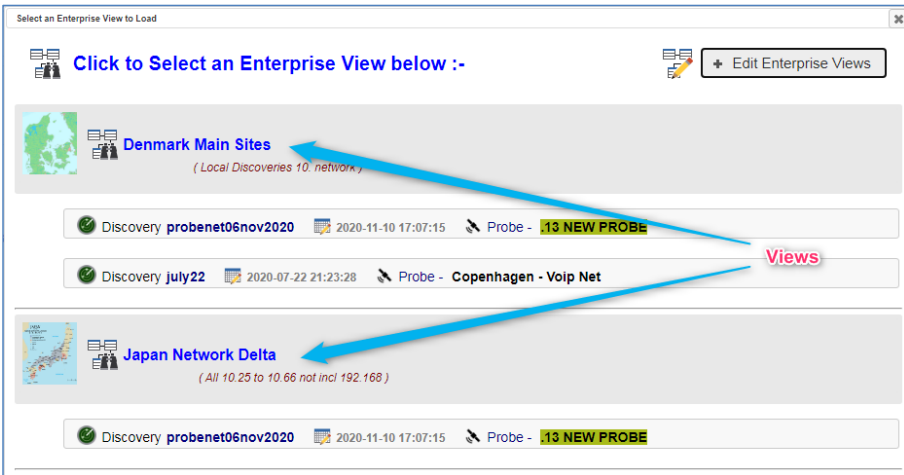 Select an Enterprise View to Load
Click to Select an Enterprise View below :-
+ Edit Enterprise Views
Denmark Main Sites
( Local Discoveries 10. network )
Discovery probenet06nov2020 2020-11-10 17:07:15 Probe - .13 NEW PROBE
Views
Discovery july22 2020-07-22 21:23:28 Probe - Copenhagen - Voip Net
Japan Network Delta
( All 10.25 to 10.66 not incl 192.168 )
Discovery probenet06nov2020 2020-11-10 17:07:15 Probe - .13 NEW PROBE